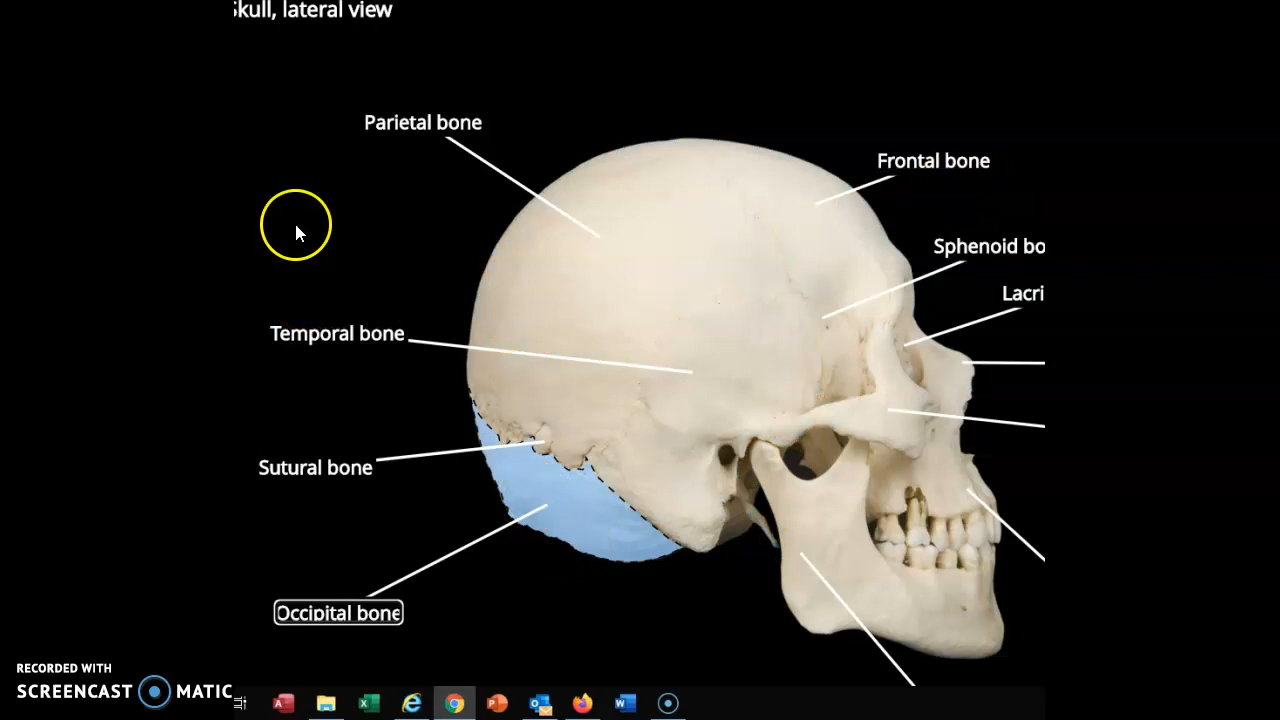 Skull, lateral view
Parietal bone
Frontal bone
Sphenoid bo
Lacri
Temporal bone
Sutural bone
Occipital bone
RECORDED WITH
SCREENCAST MATIC